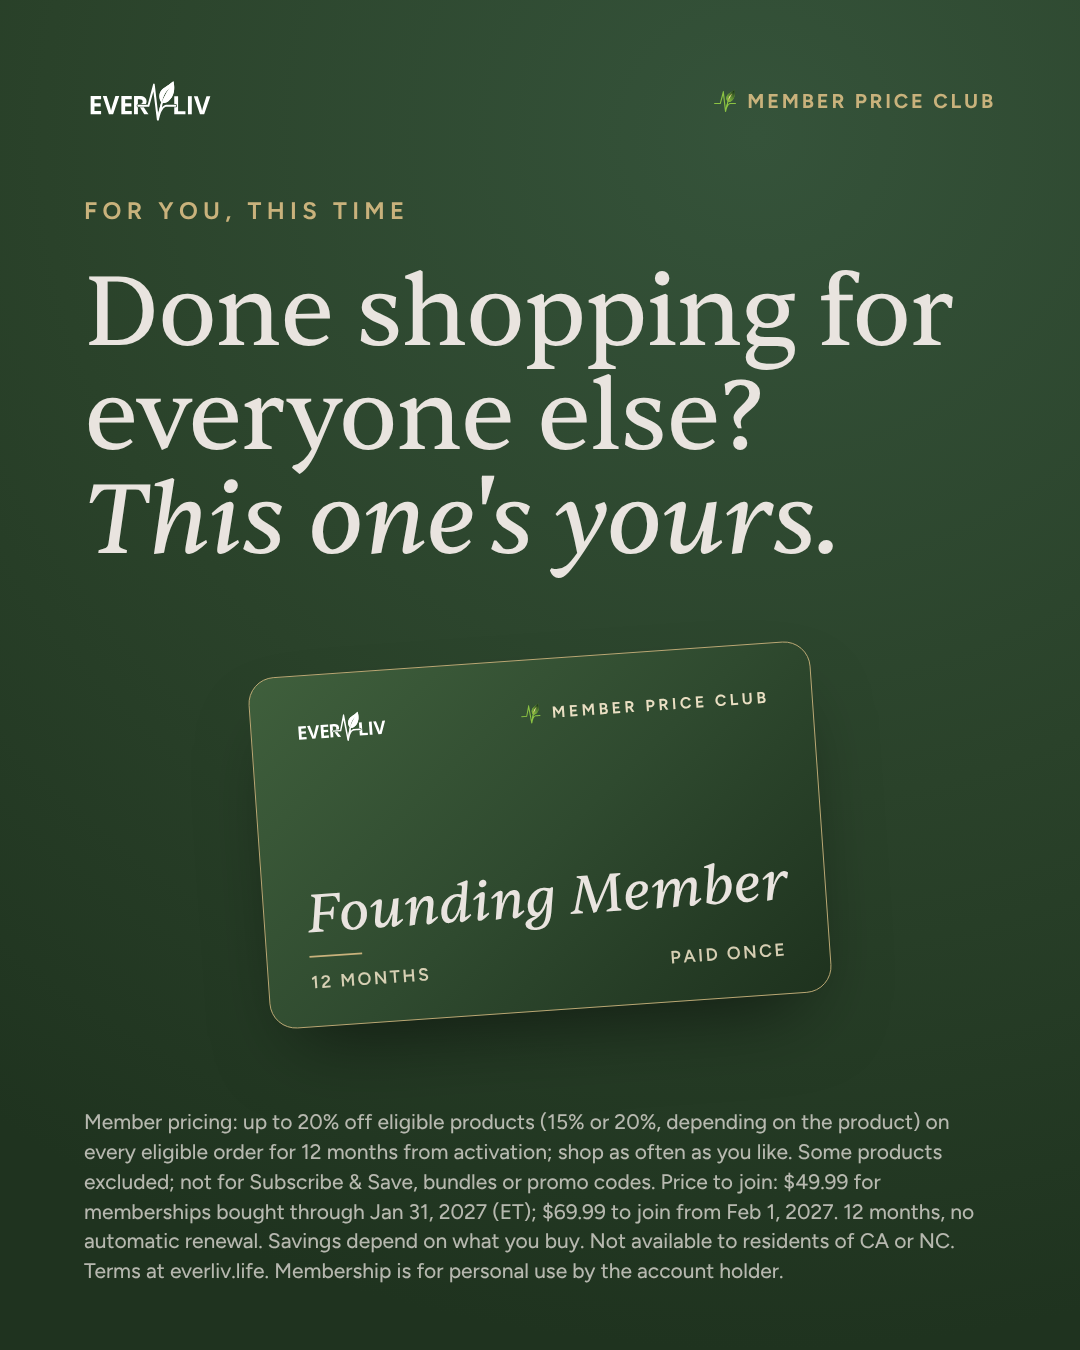 EVERLIV
MEMBER PRICE CLUB
FOR YOU, THIS TIME
Done shopping for
everyone else?
This one's yours.
EVERLIV
MEMBER PRICE CLUB
Founding Member
12 MONTHS
PAID ONCE
Member pricing: up to 20% off eligible products (15% or 20%, depending on the product) on
every eligible order for 12 months from activation; shop as often as you like. Some products
excluded; not for Subscribe & Save, bundles or promo codes. Price to join: $49.99 for
memberships bought through Jan 31, 2027 (ET); $69.99 to join from Feb 1, 2027. 12 months, no
automatic renewal. Savings depend on what you buy. Not available to residents of CA or NC.
Terms at everliv.life. Membership is for personal use by the account holder.